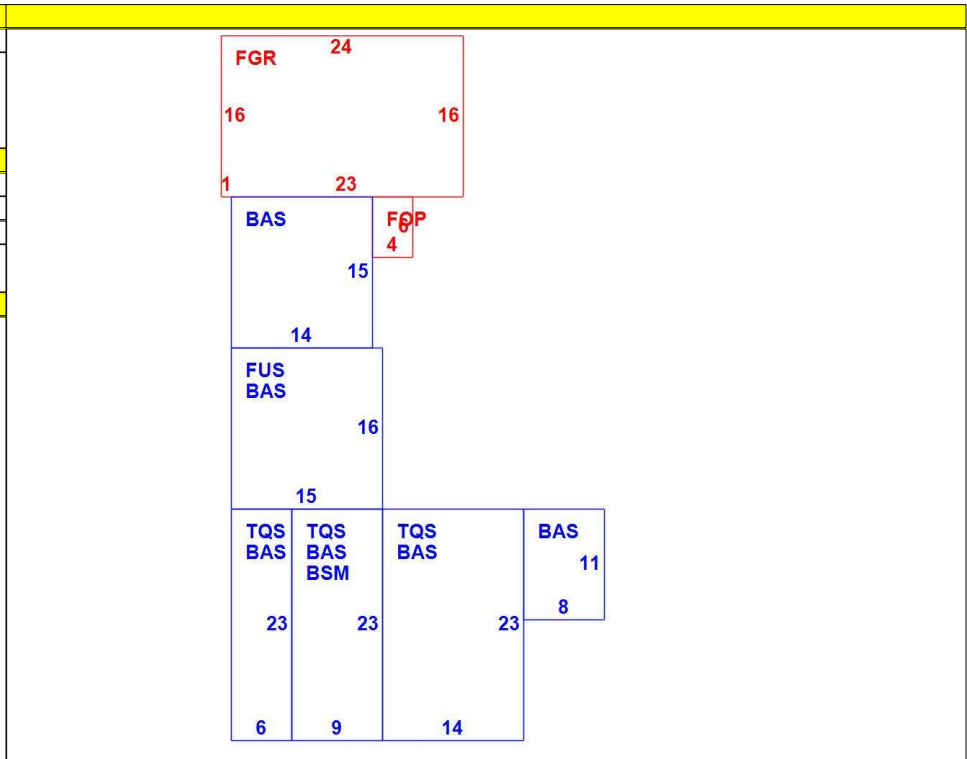 24
FGR
16 16
1 23
BAS FOP
6
4
15
14
FUS
BAS
16
15
TQS TQS TQS BAS
BAS BAS BAS
BSM
11
8
23 23 23
6 9 14